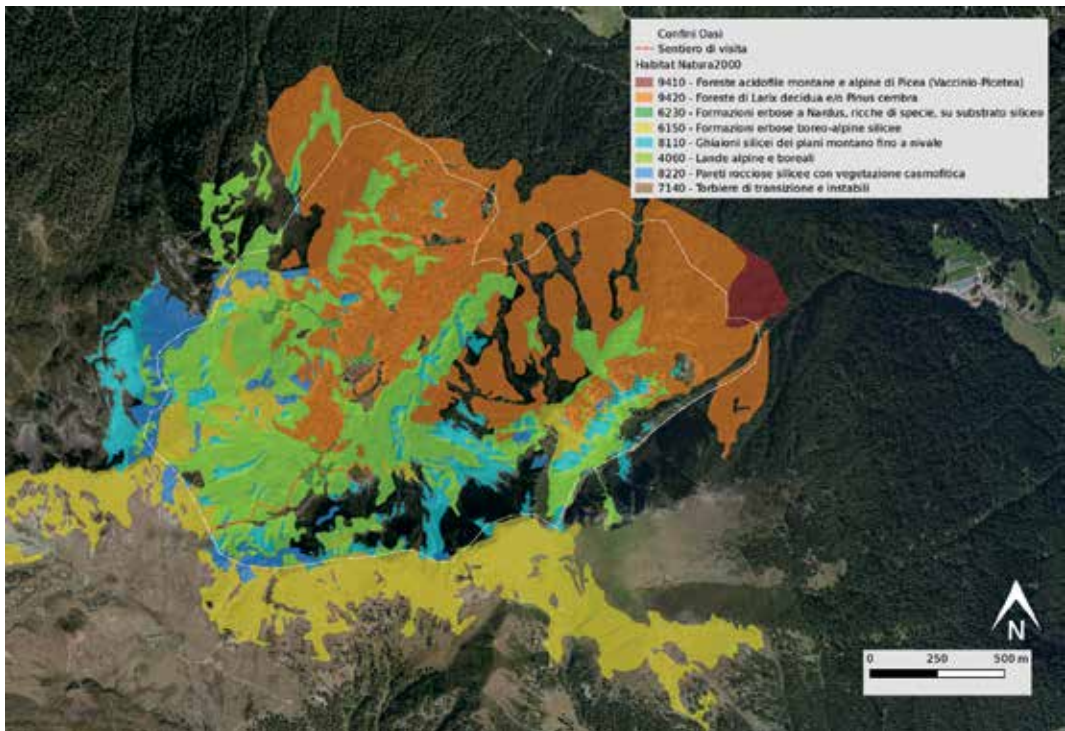 Confini Oasi
Sentiero di visita
Habitat Natura2000
9410 - Foreste acidofile montane e alpine di Picea (Vaccinio-Picetea)
9420 - Foreste di Larix decidua e/o Pinus cembra
6230 - Formazioni erbose a Nardus, ricche di specie, su substrato siliceo
6150 - Formazioni erbose boreo-alpine silicee
8110 - Ghiaioni silicei dei piani montano fino a nivale
4060 - Lande alpine e boreali
8220 - Pareti rocciose silicee con vegetazione casmofitica
7140 - Torbiere di transizione e instabili
N
0 250 500 m